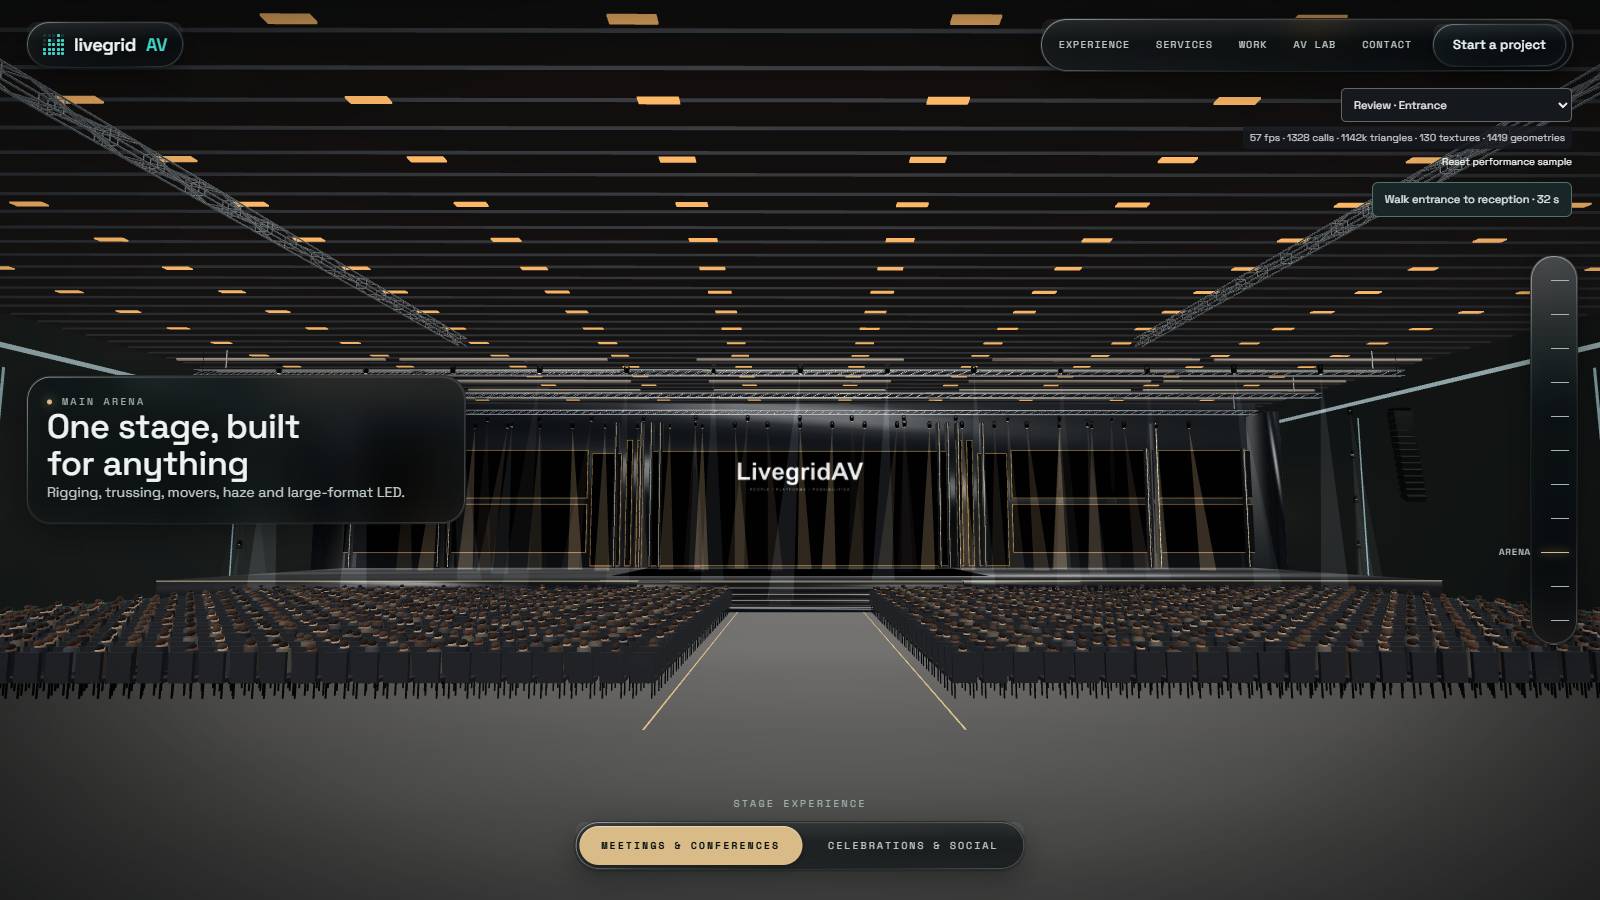 livegrid AV
EXPERIENCE SERVICES WORK AV LAB CONTACT Start a project
Review · Entrance
57 fps · 1328 calls · 1142k triangles · 130 textures · 1419 geometries
Reset performance sample
Walk entrance to reception · 32 s
MAIN ARENA
One stage, built
for anything
Rigging, trussing, movers, haze and large-format LED.
LivegridAV
ARENA
STAGE EXPERIENCE
MEETINGS & CONFERENCES CELEBRATIONS & SOCIAL